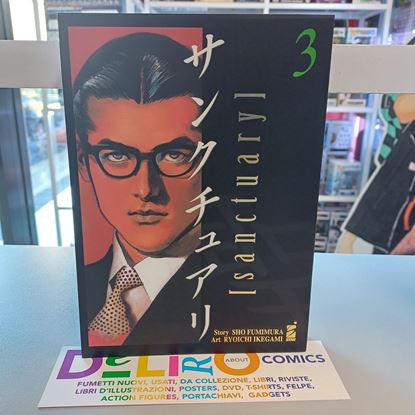 3
サンクチュアリ
[sanctuary]
Story SHO FUMIMURA
Art RYOICHI IKEGAMI
DELIRO ABOUT COMICS
FUMETTI NUOVI, USATI, DA COLLEZIONE, LIBRI, RIVISTE,
LIBRI D'ILLUSTRAZIONI, POSTERS, DVD, T-SHIRTS, FELPE,
ACTION FIGURES, PORTACHIAVI, GADGETS